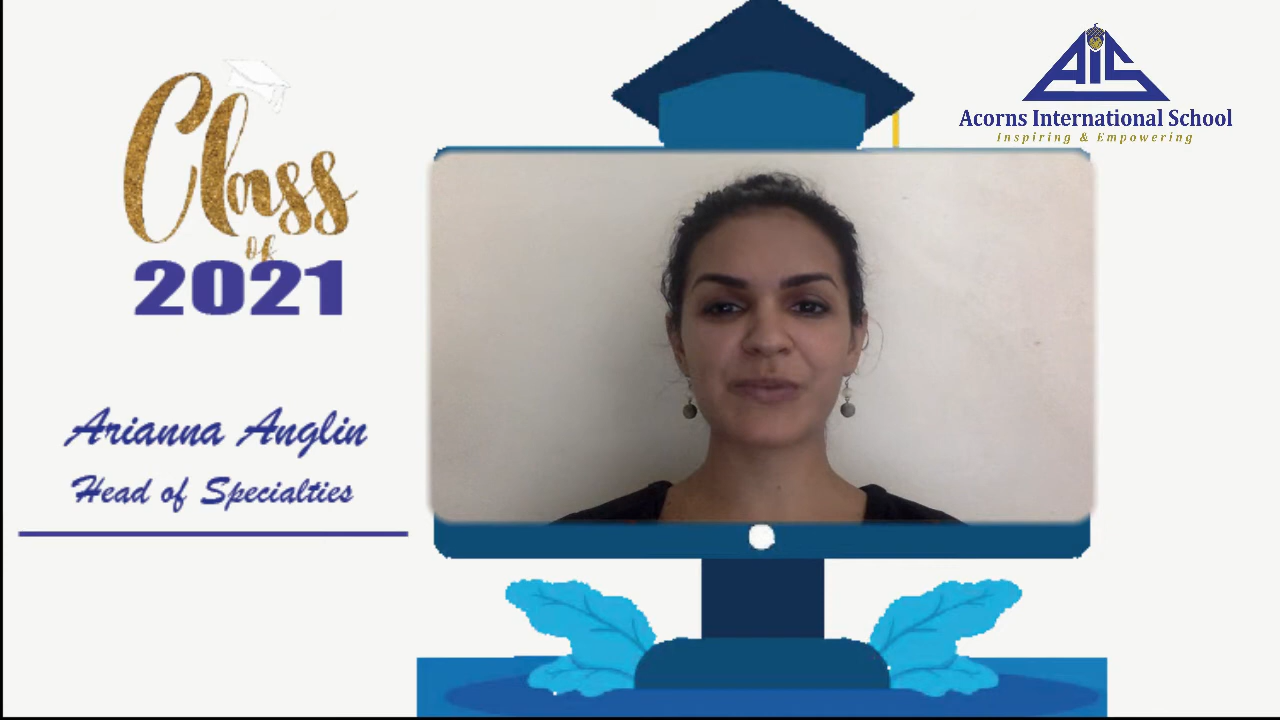 Class
of
2021
Arianna Anglin
Head of Specialties
AIS
Acorns International School
Inspiring & Empowering